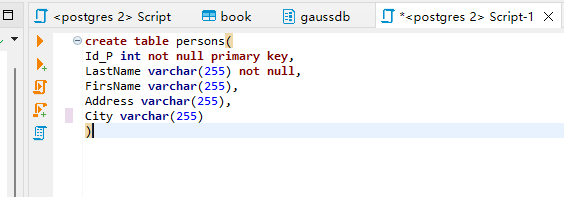 <postgres 2> Script
book
gaussdb
*<postgres 2> Script-1
create table persons(
Id_P int not null primary key,
LastName varchar(255) not null,
FirsName varchar(255),
Address varchar(255),
City varchar(255)
)